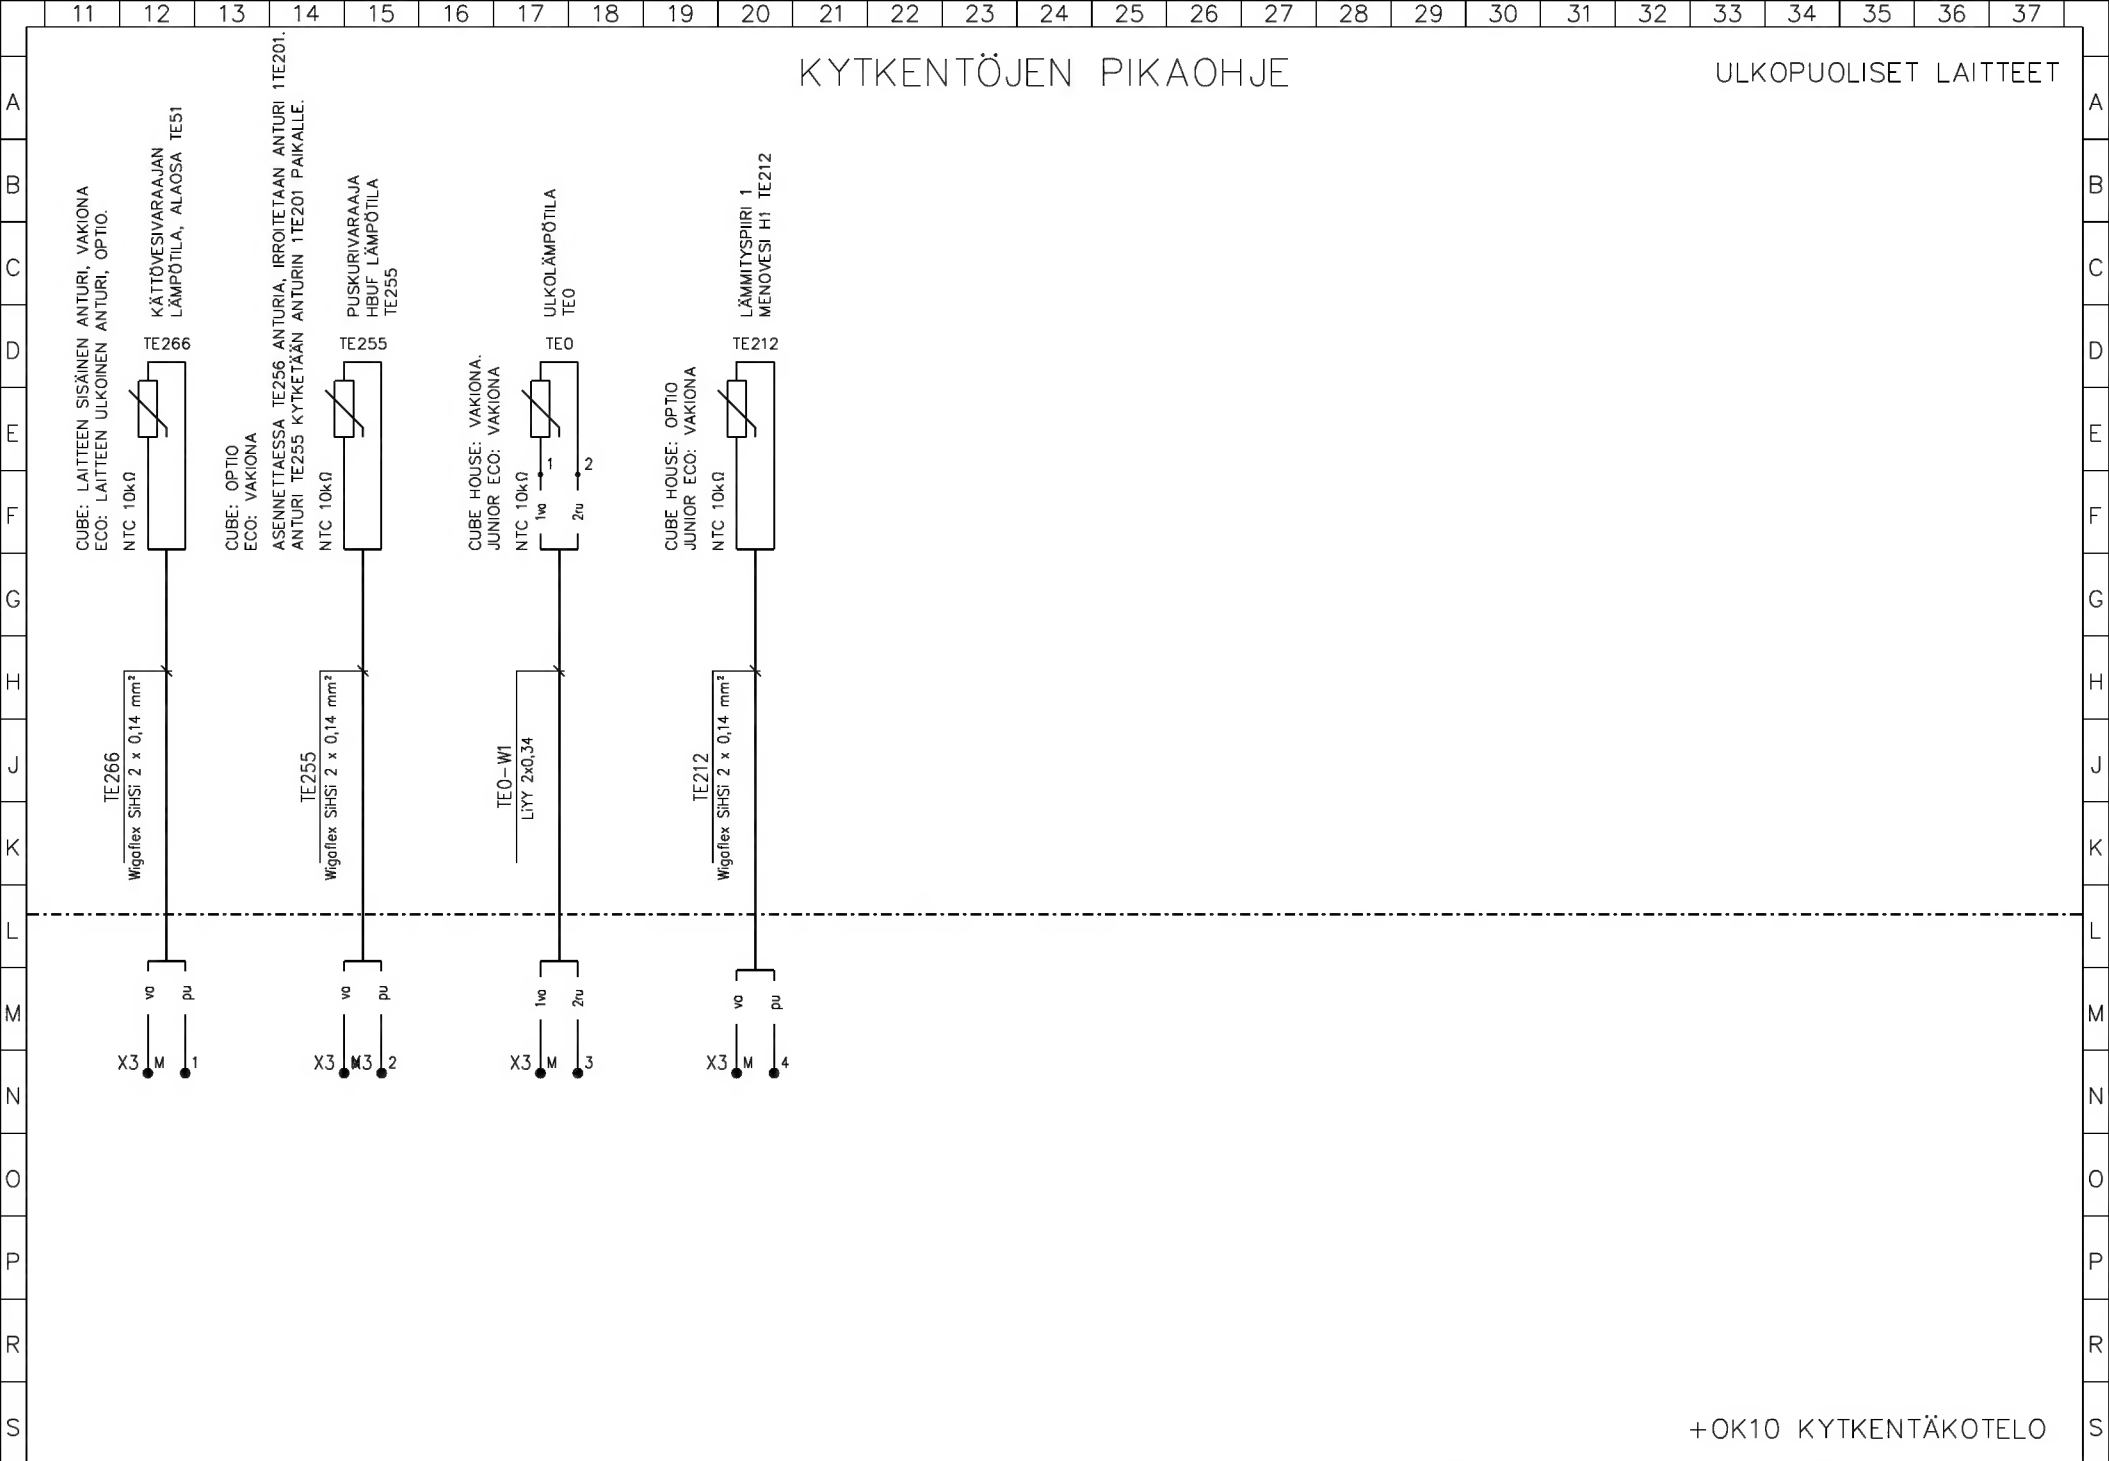 11 12 13 14 15 16 17 18 19 20 21 22 23 24 25 26 27 28 29 30 31 32 33 34 35 36 37
KYTKENTÖJEN PIKAOHJE
ULKOPUOLISET LAITTEET
A
B
C
D
E
F
G
H
J
K
L
M
N
O
P
R
S
CUBE: LAITTEEN SISÄINEN ANTURI, VAKIONA
ECO: LAITTEEN ULKOINEN ANTURI, OPTIO.
NTC 10kΩ
KÄTTÖVESIVARAAJAN
LÄMPÖTILA, ALAOSA TE51
TE266
TE266
Wigaflex SiHSi 2 x 0,14 mm²
va
pu
X3
M
1
CUBE: OPTIO
ECO: VAKIONA
ASENNETTAESSA TE256 ANTURIA, IRROITETAAN ANTURI 1TE201.
ANTURI TE255 KYTKETÄÄN ANTURIN 1TE201 PAIKALLE.
NTC 10kΩ
PUSKURIVARAAJA
HBUF LÄMPÖTILA
TE255
TE255
TE255
Wigaflex SiHSi 2 x 0,14 mm²
va
pu
X3
M
X3
2
CUBE HOUSE: VAKIONA.
JUNIOR ECO: VAKIONA
NTC 10kΩ
ULKOLÄMPÖTILA
TE0
TE0
1
2
1va
2ru
TE0-W1
LiYY 2x0,34
1va
2ru
X3
M
3
CUBE HOUSE: OPTIO
JUNIOR ECO: VAKIONA
NTC 10kΩ
LÄMMITYSPIIRI 1
MENOVESI H1 TE212
TE212
TE212
Wigaflex SiHSi 2 x 0,14 mm²
va
pu
X3
M
4
A
B
C
D
E
F
G
H
J
K
L
M
N
O
P
R
S
+OK10 KYTKENTÄKOTELO